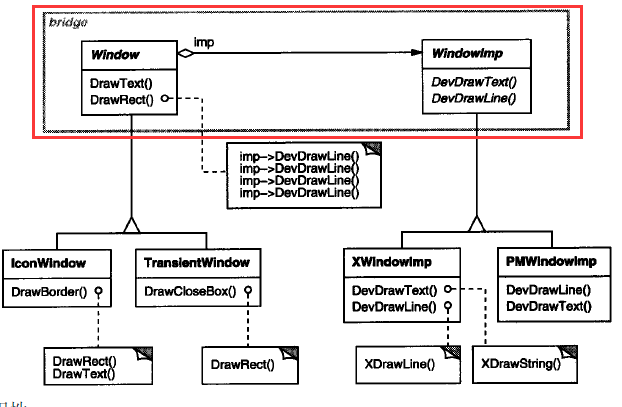 bridge
Window
imp
WindowImp
DrawText()
DrawRect()
DevDrawText()
DevDrawLine()
imp->DevDrawLine()
imp->DevDrawLine()
imp->DevDrawLine()
imp->DevDrawLine()
IconWindow
DrawBorder()
TransientWindow
DrawCloseBox()
XWindowImp
DevDrawText()
DevDrawLine()
PMWindowImp
DevDrawLine()
DevDrawText()
DrawRect()
DrawText()
DrawRect()
XDrawLine()
XDrawString()